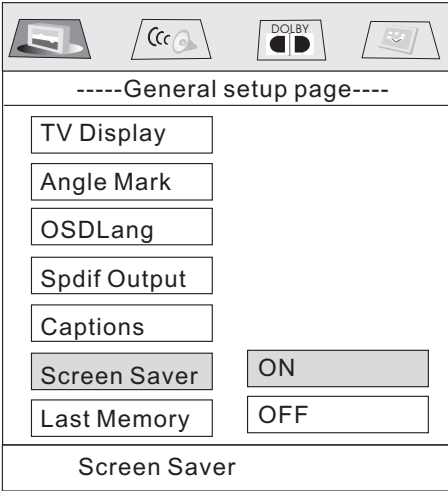 DOLBY
-----General setup page----
TV Display
Angle Mark
OSDLang
Spdif Output
Captions
Screen Saver
ON
Last Memory
OFF
Screen Saver